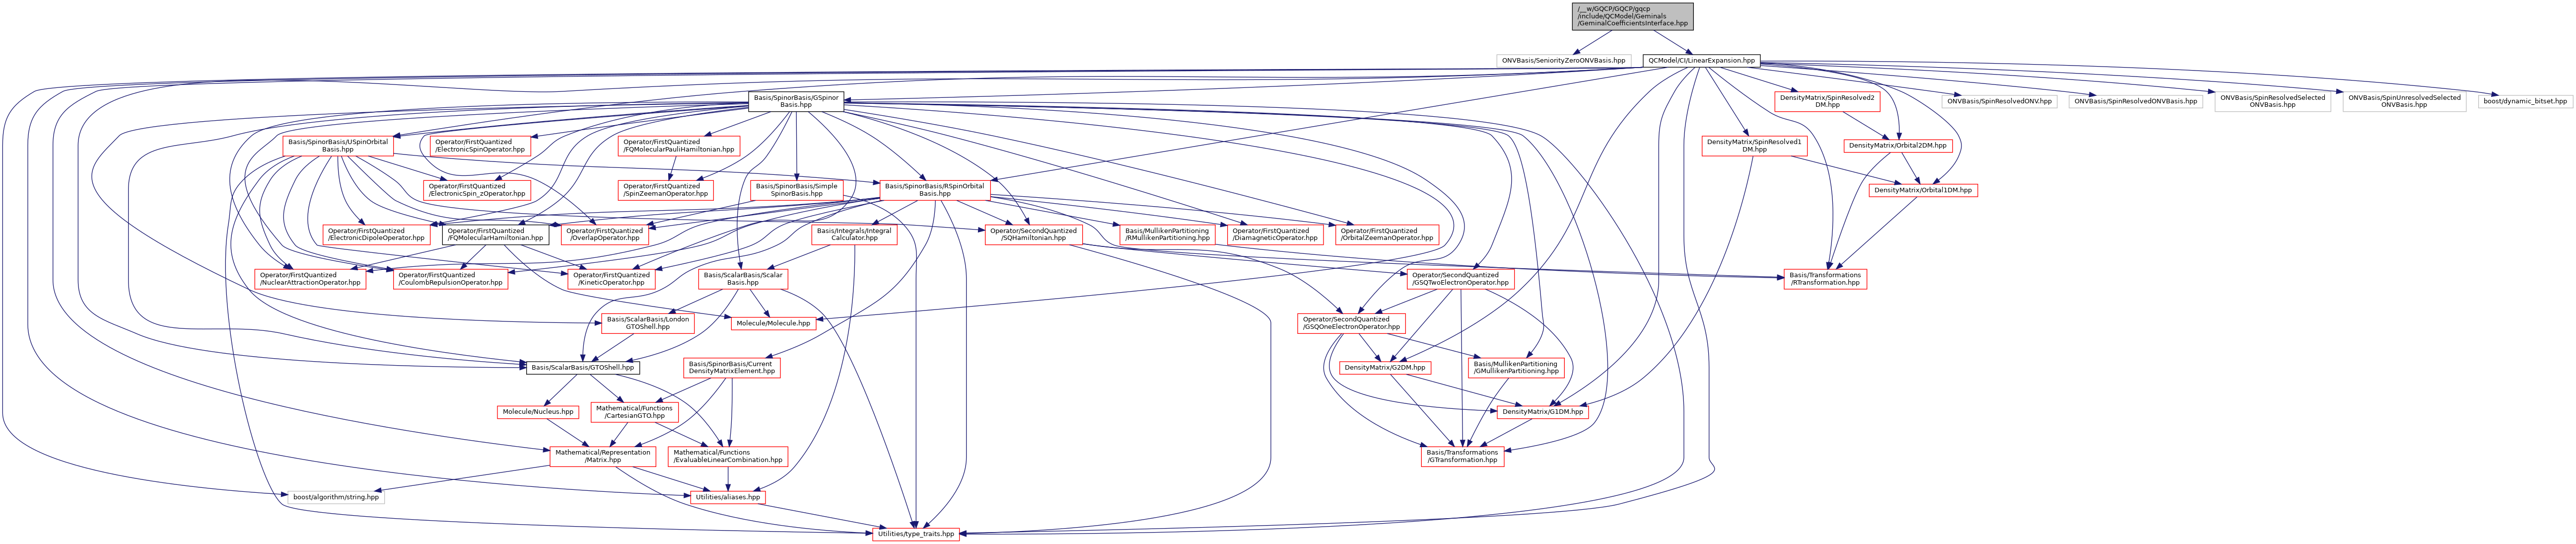 /__w/GQCP/GQCP/gqcp
/include/QCModel/Geminals
/GeminalCoefficientsInterface.hpp
ONVBasis/SeniorityZeroONVBasis.hpp
QCModel/CI/LinearExpansion.hpp
Basis/SpinorBasis/GSpinor
Basis.hpp
DensityMatrix/SpinResolved2
DM.hpp
ONVBasis/SpinResolvedONV.hpp
ONVBasis/SpinResolvedONVBasis.hpp
ONVBasis/SpinResolvedSelected
ONVBasis.hpp
ONVBasis/SpinUnresolvedSelected
ONVBasis.hpp
boost/dynamic_bitset.hpp
Basis/SpinorBasis/USpinOrbital
Basis.hpp
Operator/FirstQuantized
/ElectronicSpinOperator.hpp
Operator/FirstQuantized
/FQMolecularPauliHamiltonian.hpp
DensityMatrix/SpinResolved1
DM.hpp
DensityMatrix/Orbital2DM.hpp
Operator/FirstQuantized
/ElectronicSpin_zOperator.hpp
Operator/FirstQuantized
/SpinZeemanOperator.hpp
Basis/SpinorBasis/Simple
SpinorBasis.hpp
Basis/SpinorBasis/RSpinOrbital
Basis.hpp
DensityMatrix/Orbital1DM.hpp
Operator/FirstQuantized
/ElectronicDipoleOperator.hpp
Operator/FirstQuantized
/FQMolecularHamiltonian.hpp
Operator/FirstQuantized
/OverlapOperator.hpp
Basis/Integrals/Integral
Calculator.hpp
Operator/SecondQuantized
/SQHamiltonian.hpp
Basis/MullikenPartitioning
/RMullikenPartitioning.hpp
Operator/FirstQuantized
/DiamagneticOperator.hpp
Operator/FirstQuantized
/OrbitalZeemanOperator.hpp
Operator/FirstQuantized
/NuclearAttractionOperator.hpp
Operator/FirstQuantized
/CoulombRepulsionOperator.hpp
Operator/FirstQuantized
/KineticOperator.hpp
Basis/ScalarBasis/Scalar
Basis.hpp
Operator/SecondQuantized
/GSQTwoElectronOperator.hpp
Basis/Transformations
/RTransformation.hpp
Basis/ScalarBasis/London
GTOShell.hpp
Molecule/Molecule.hpp
Operator/SecondQuantized
/GSQOneElectronOperator.hpp
Basis/ScalarBasis/GTOShell.hpp
Basis/SpinorBasis/Current
DensityMatrixElement.hpp
DensityMatrix/G2DM.hpp
Basis/MullikenPartitioning
/GMullikenPartitioning.hpp
Molecule/Nucleus.hpp
Mathematical/Functions
/CartesianGTO.hpp
DensityMatrix/G1DM.hpp
Mathematical/Representation
/Matrix.hpp
Mathematical/Functions
/EvaluableLinearCombination.hpp
Basis/Transformations
/GTransformation.hpp
boost/algorithm/string.hpp
Utilities/aliases.hpp
Utilities/type_traits.hpp